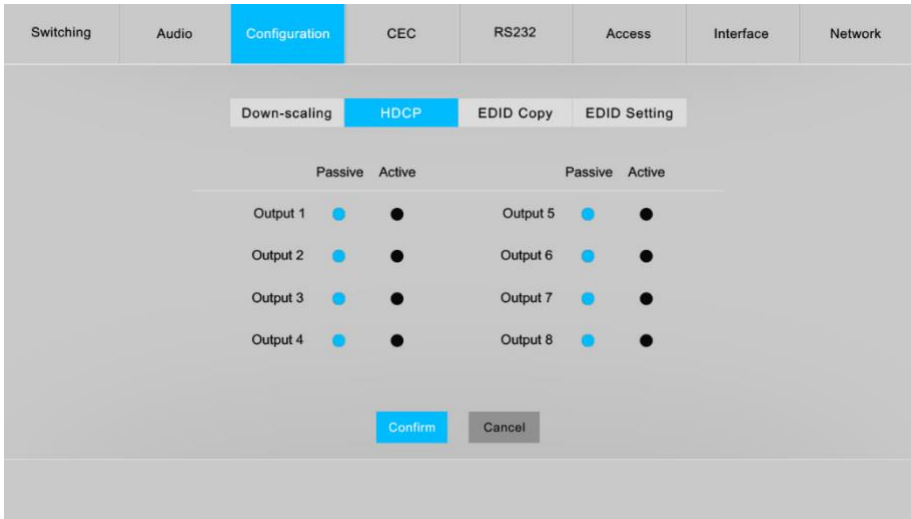 Switching Audio Configuration CEC RS232 Access Interface Network
Down-scaling HDCP EDID Copy EDID Setting
Passive Active Passive Active
Output 1 Output 5
Output 2 Output 6
Output 3 Output 7
Output 4 Output 8
Confirm Cancel